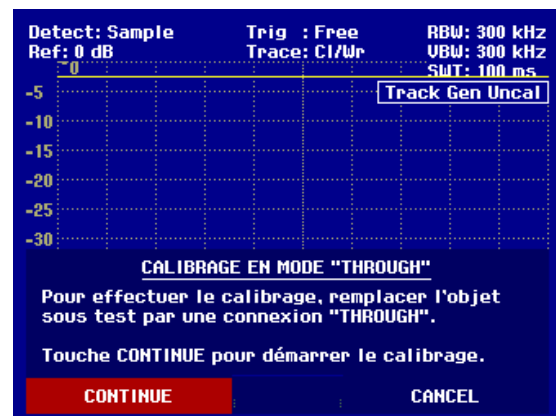 Detect: Sample Trig : Free RBW: 300 kHz
Ref: 0 dB Trace: Cl/Wr VBW: 300 kHz
0 SWT: 100 ms
-5 Track Gen Uncal
-10
-15
-20
-25
-30
CALIBRAGE EN MODE "THROUGH"
Pour effectuer le calibrage, remplacer l'objet
sous test par une connexion "THROUGH".
Touche CONTINUE pour démarrer le calibrage.
CONTINUE CANCEL